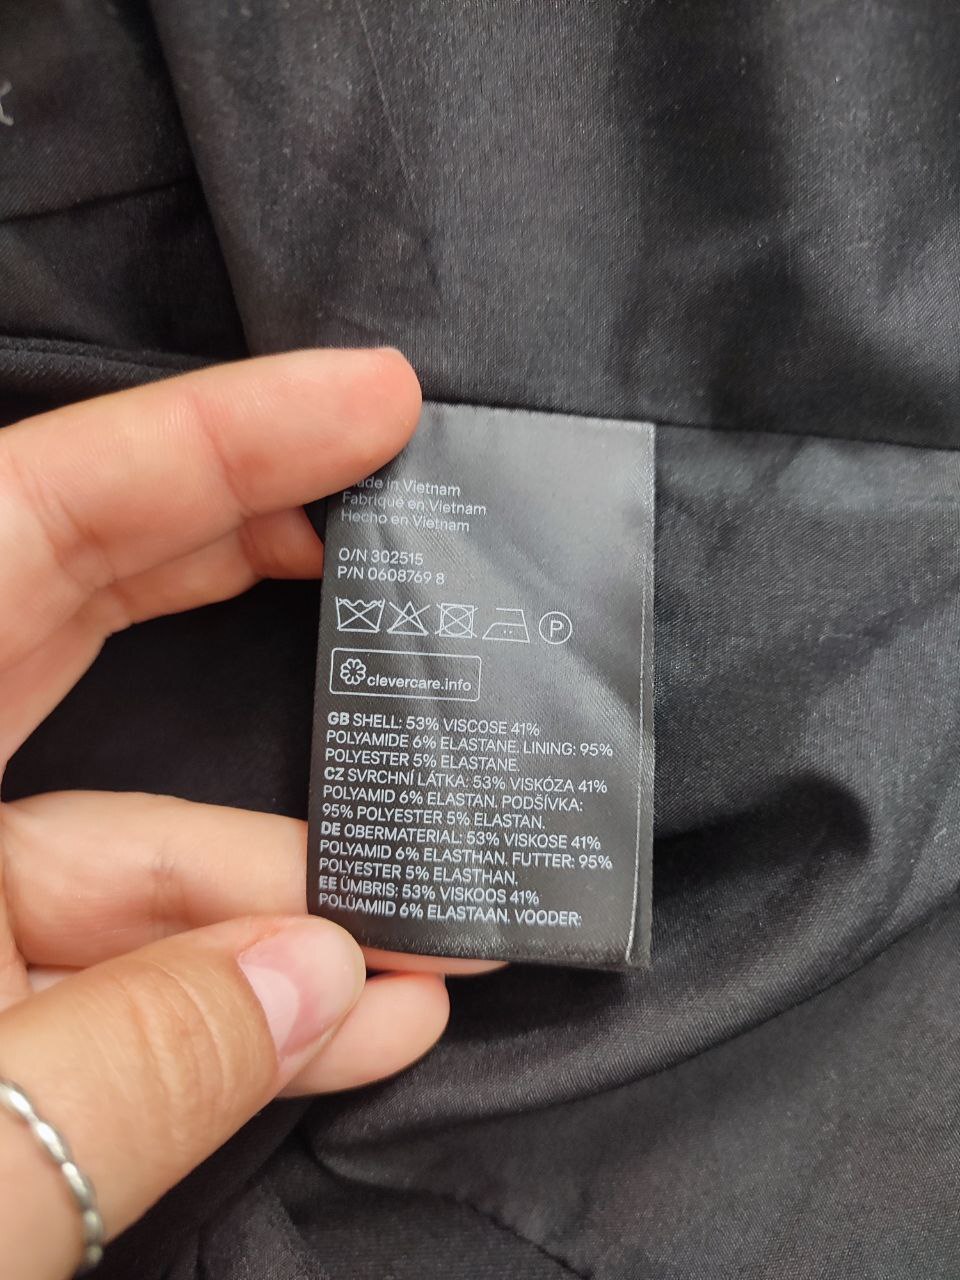 in Vietnam
Fabriqué en Vietnam
Hecho en Vietnam
O/N 302515
P/N 0608769 8
P
clevercare.info
GB SHELL: 53% VISCOSE 41%
POLYAMIDE 6% ELASTANE. LINING: 95%
POLYESTER 5% ELASTANE.
CZ SVRCHNÍ LÁTKA: 53% VISKÓZA 41%
POLYAMID 6% ELASTAN. PODŠÍVKA:
95% POLYESTER 5% ELASTAN.
DE OBERMATERIAL: 53% VISKOSE 41%
POLYAMID 6% ELASTHAN. FUTTER: 95%
POLYESTER 5% ELASTHAN.
EE ÜMBRIS: 53% VISKOOS 41%
POLÜAMIID 6% ELASTAAN. VOODER: